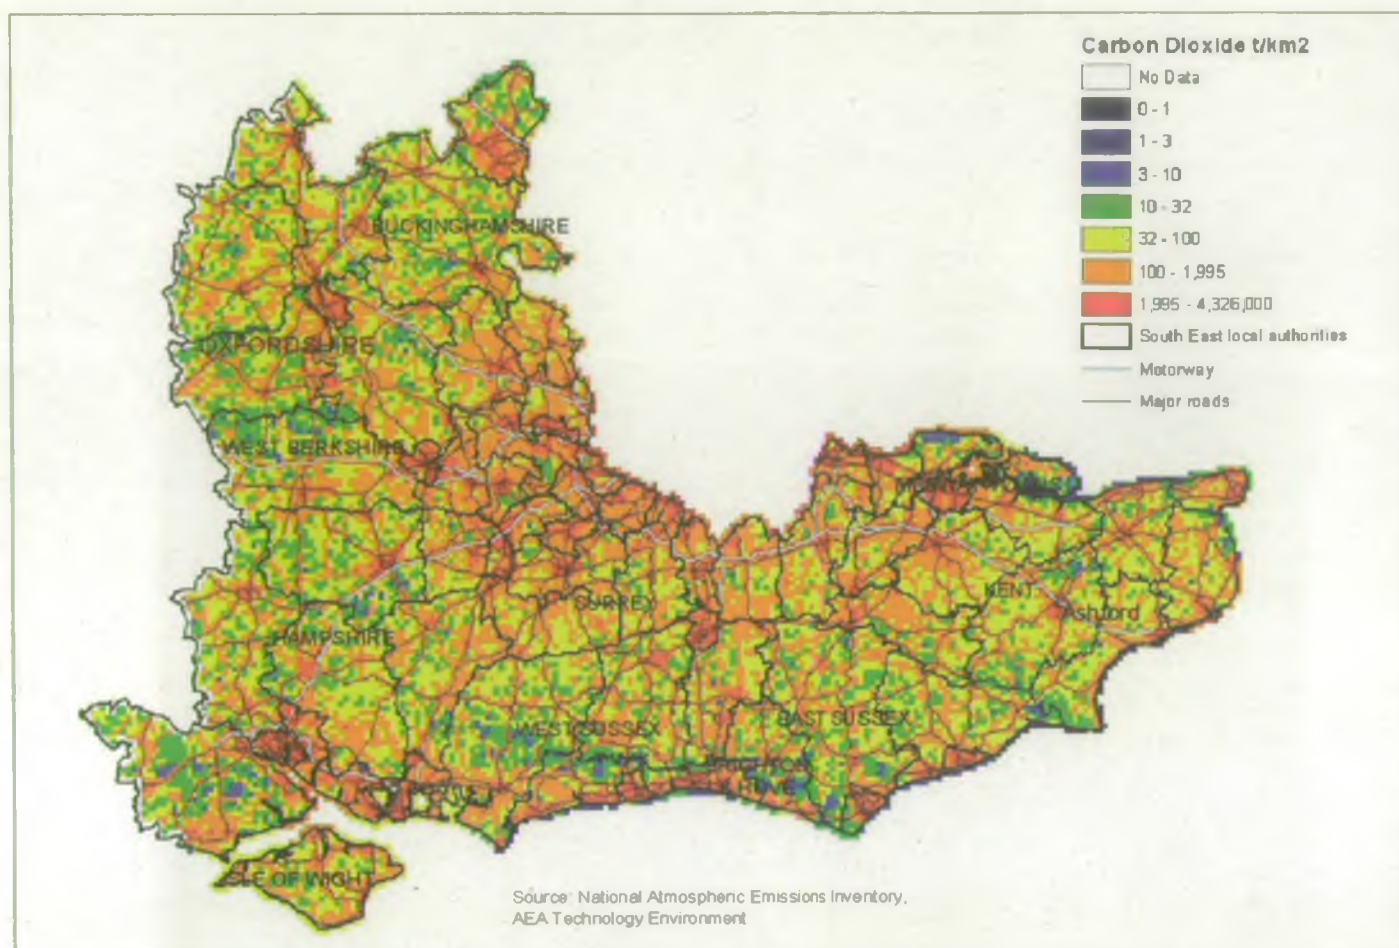 Carbon Dioxide t/km2
No Data
0 - 1
1 - 3
3 - 10
10 - 32
32 - 100
100 - 1,995
1,995 - 4,326,000
South East local authorities
Motorway
Major roads
BUCKINGHAMSHIRE
OXFORDSHIRE
WEST BERKSHIRE
KENT
Ashford
SURREY
HAMPSHIRE
WEST SUSSEX
EAST SUSSEX
HOVE
ISLE OF WIGHT
Source: National Atmospheric Emissions Inventory,
AEA Technology Environment